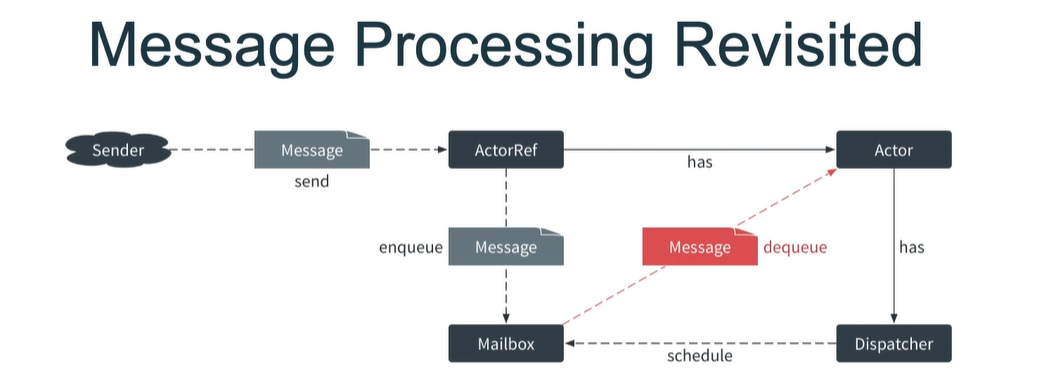 Message Processing Revisited
Sender
Message
ActorRef
Actor
send
has
enqueue
Message
Message
dequeue
has
Mailbox
schedule
Dispatcher